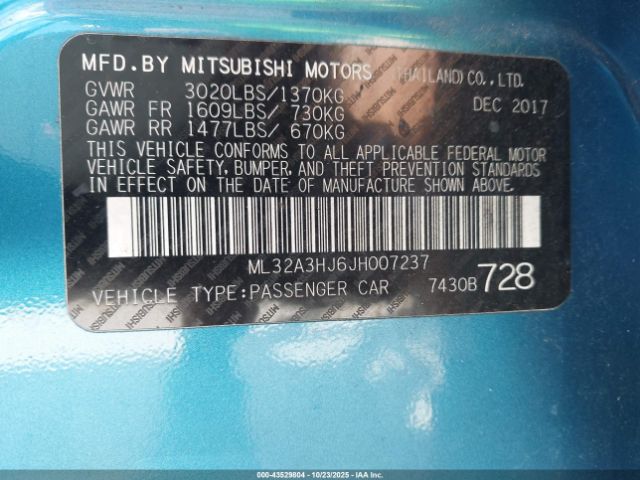 MFD.BY MITSUBISHI MOTORS (THAILAND) CO.,LTD.
GVWR 3020LBS/1370KG DEC 2017
GAWR FR 1609LBS/ 730KG
GAWR RR 1477LBS/ 670KG
THIS VEHICLE CONFORMS TO ALL APPLICABLE FEDERAL MOTOR
VEHICLE SAFETY, BUMPER, AND THEFT PREVENTION STANDARDS
IN EFFECT ON THE DATE OF MANUFACTURE SHOWN ABOVE.
ML32A3HJ6JH007237
VEHICLE TYPE:PASSENGER CAR 7430B 728
000-43529804 | 10/23/2025 | IAA